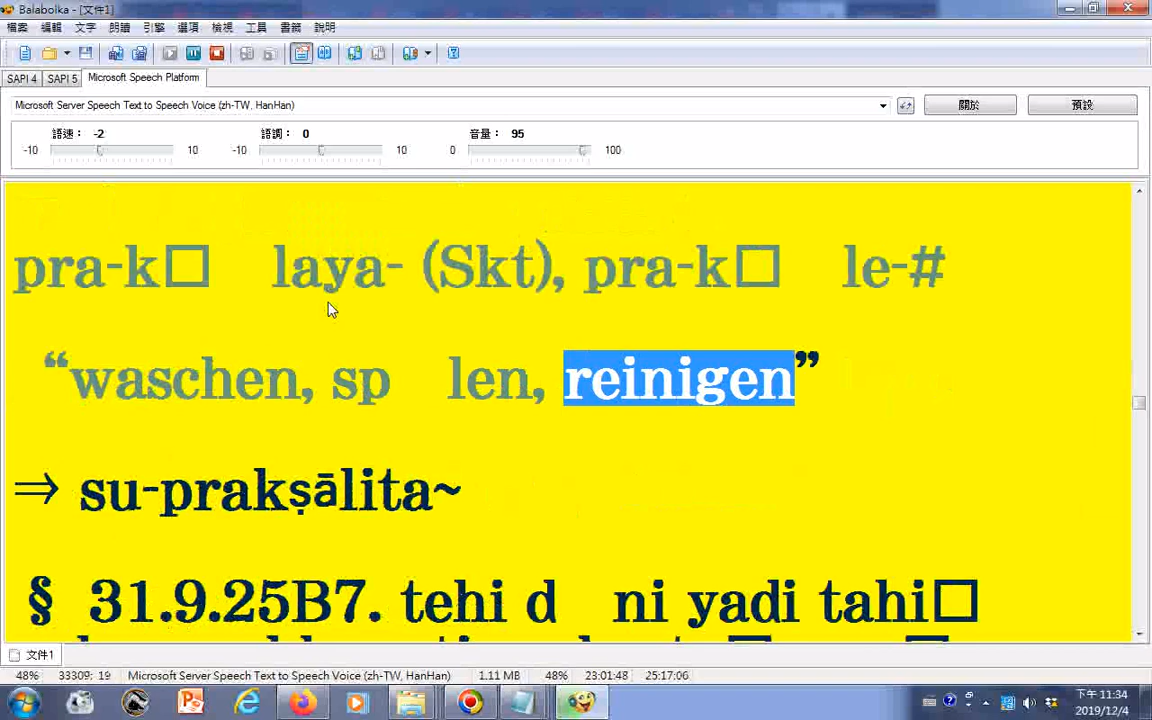 Balabolka - [文件1]
檔案 編輯 文字 朗讀 引擎 選項 檢視 工具 書籤 說明
SAPI 4 SAPI 5 Microsoft Speech Platform
Microsoft Server Speech Text to Speech Voice (zh-TW, HanHan) 關於 預設
語速： -2 語調： 0 音量： 95
-10 10 -10 10 0 100
pra-k□ laya- (Skt), pra-k□ le-#
“waschen, sp len, reinigen”
⇒ su-prakṣālita~
§ 31.9.25B7. tehi d ni yadi tahi□
文件1
48% 33309: 19 Microsoft Server Speech Text to Speech Voice (zh-TW, HanHan) 1.11 MB 48% 23:01:48 25:17:06
下午 11:34
2019/12/4